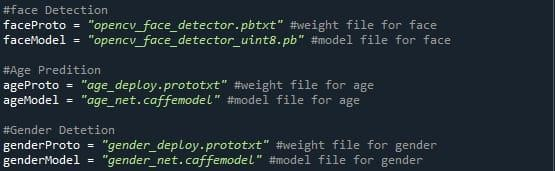 #face Detection
faceProto = "opencv_face_detector.pbtxt" #weight file for face
faceModel = "opencv_face_detector_uint8.pb" #model file for face
#Age Predition
ageProto = "age_deploy.prototxt" #weight file for age
ageModel = "age_net.caffemodel" #model file for age
#Gender Detetion
genderProto = "gender_deploy.prototxt" #weight file for gender
genderModel = "gender_net.caffemodel" #model file for gender